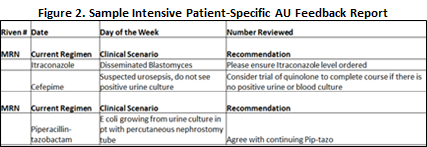 Figure 2. Sample Intensive Patient-Specific AU Feedback Report
Riven # Date Day of the Week Number Reviewed
MRN Current Regimen Clinical Scenario Recommendation
Itraconazole Disseminated Blastomyces Please ensure Itraconazole level ordered
Suspected urosepsis, do not see Consider trial of quinolone to complete course if there is
Cefepime positive urine culture no positive urine or blood culture
MRN Current Regimen Clinical Scenario Recommendation
E coli growing from urine culture in
Piperacillin- pt with percutaneous nephrostomy
tazobactam tube Agree with continuing Pip-tazo